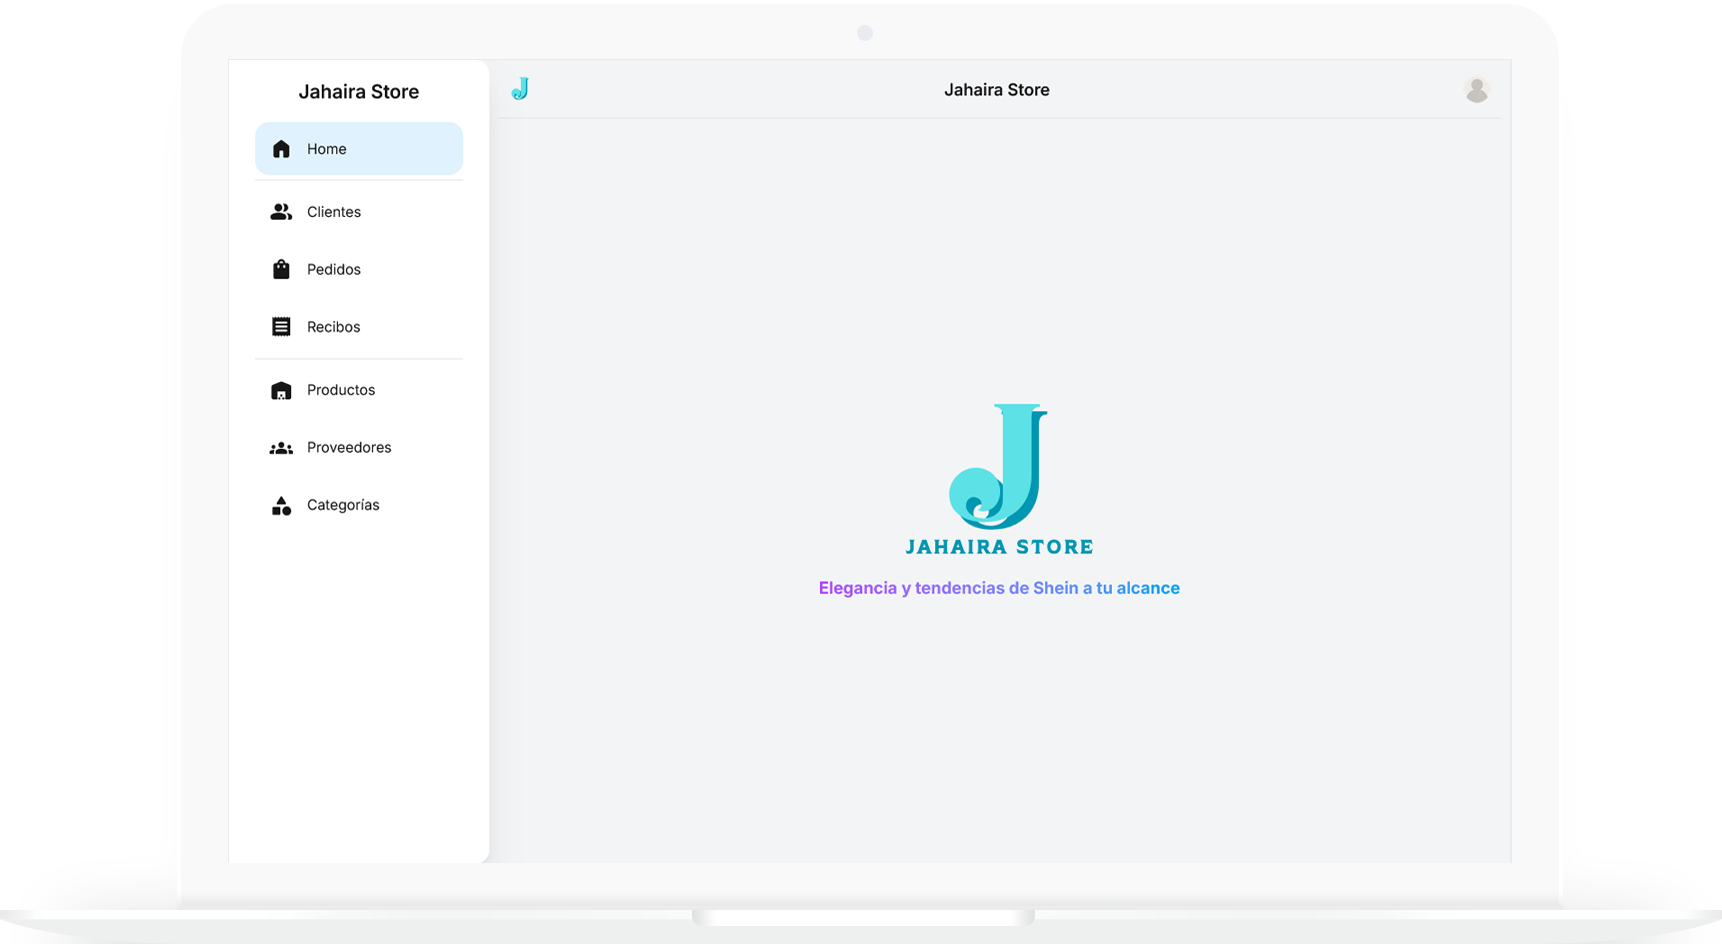 Jahaira Store
Home
Clientes
Pedidos
Recibos
Productos
Proveedores
Categorías
Jahaira Store
JAHAIRA STORE
Elegancia y tendencias de Shein a tu alcance